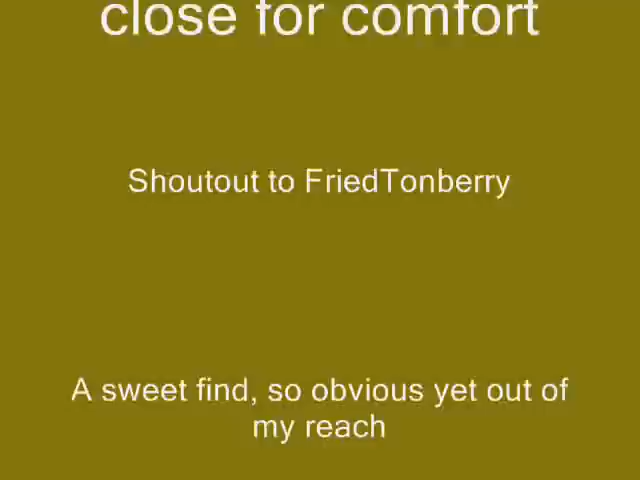 close for comfort
Shoutout to FriedTonberry
A sweet find, so obvious yet out of
my reach